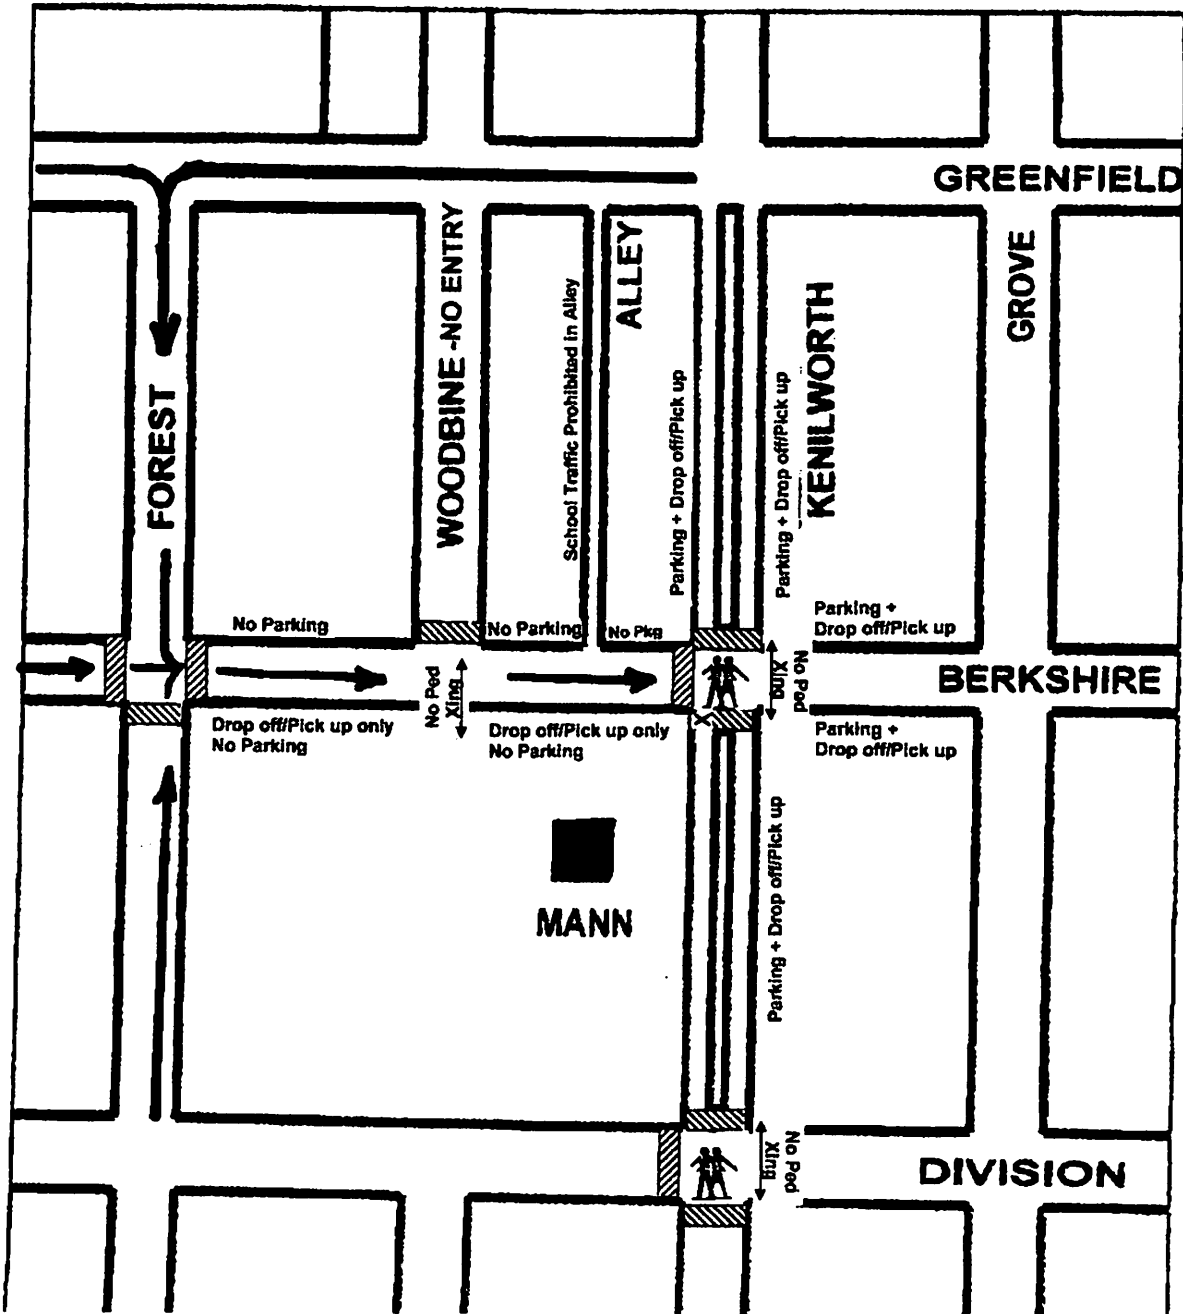 GREENFIELD
WOODBINE -NO ENTRY
ALLEY
GROVE
School Traffic Prohibited in Alley
KENILWORTH
Parking + Drop off/Pick up
Parking + Drop off/Pick up
FOREST
No Parking
No Parking
No Pkg
Parking +
Drop off/Pick up
No Ped
Xing
No Ped
Xing
BERKSHIRE
Drop off/Pick up only
No Parking
Drop off/Pick up only
No Parking
X
Parking +
Drop off/Pick up
Parking + Drop off/Pick up
MANN
No Ped
Xing
DIVISION